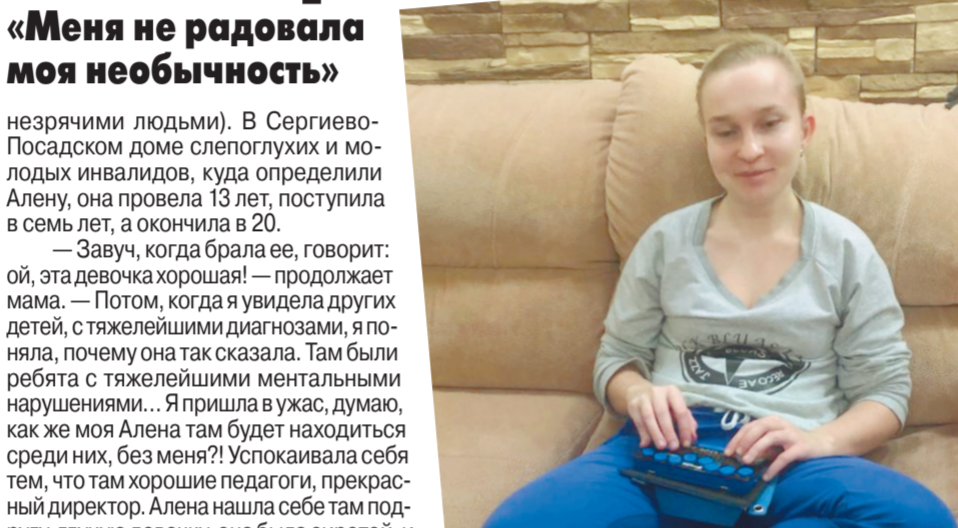 «Меня не радовала
моя необычность»
незрячими людьми). В Сергиево-
Посадском доме слепоглухих и мо-
лодых инвалидов, куда определили
Алену, она провела 13 лет, поступила
в семь лет, а окончила в 20.
— Завуч, когда брала ее, говорит:
ой, эта девочка хорошая! — продолжает
мама. — Потом, когда я увидела других
детей, с тяжелейшими диагнозами, я по-
няла, почему она так сказала. Там были
ребята с тяжелейшими ментальными
нарушениями... Я пришла в ужас, думаю,
как же моя Алена там будет находиться
среди них, без меня?! Успокаивала себя
тем, что там хорошие педагоги, прекрас-
ный директор. Алена нашла себе там под-
JAZZ